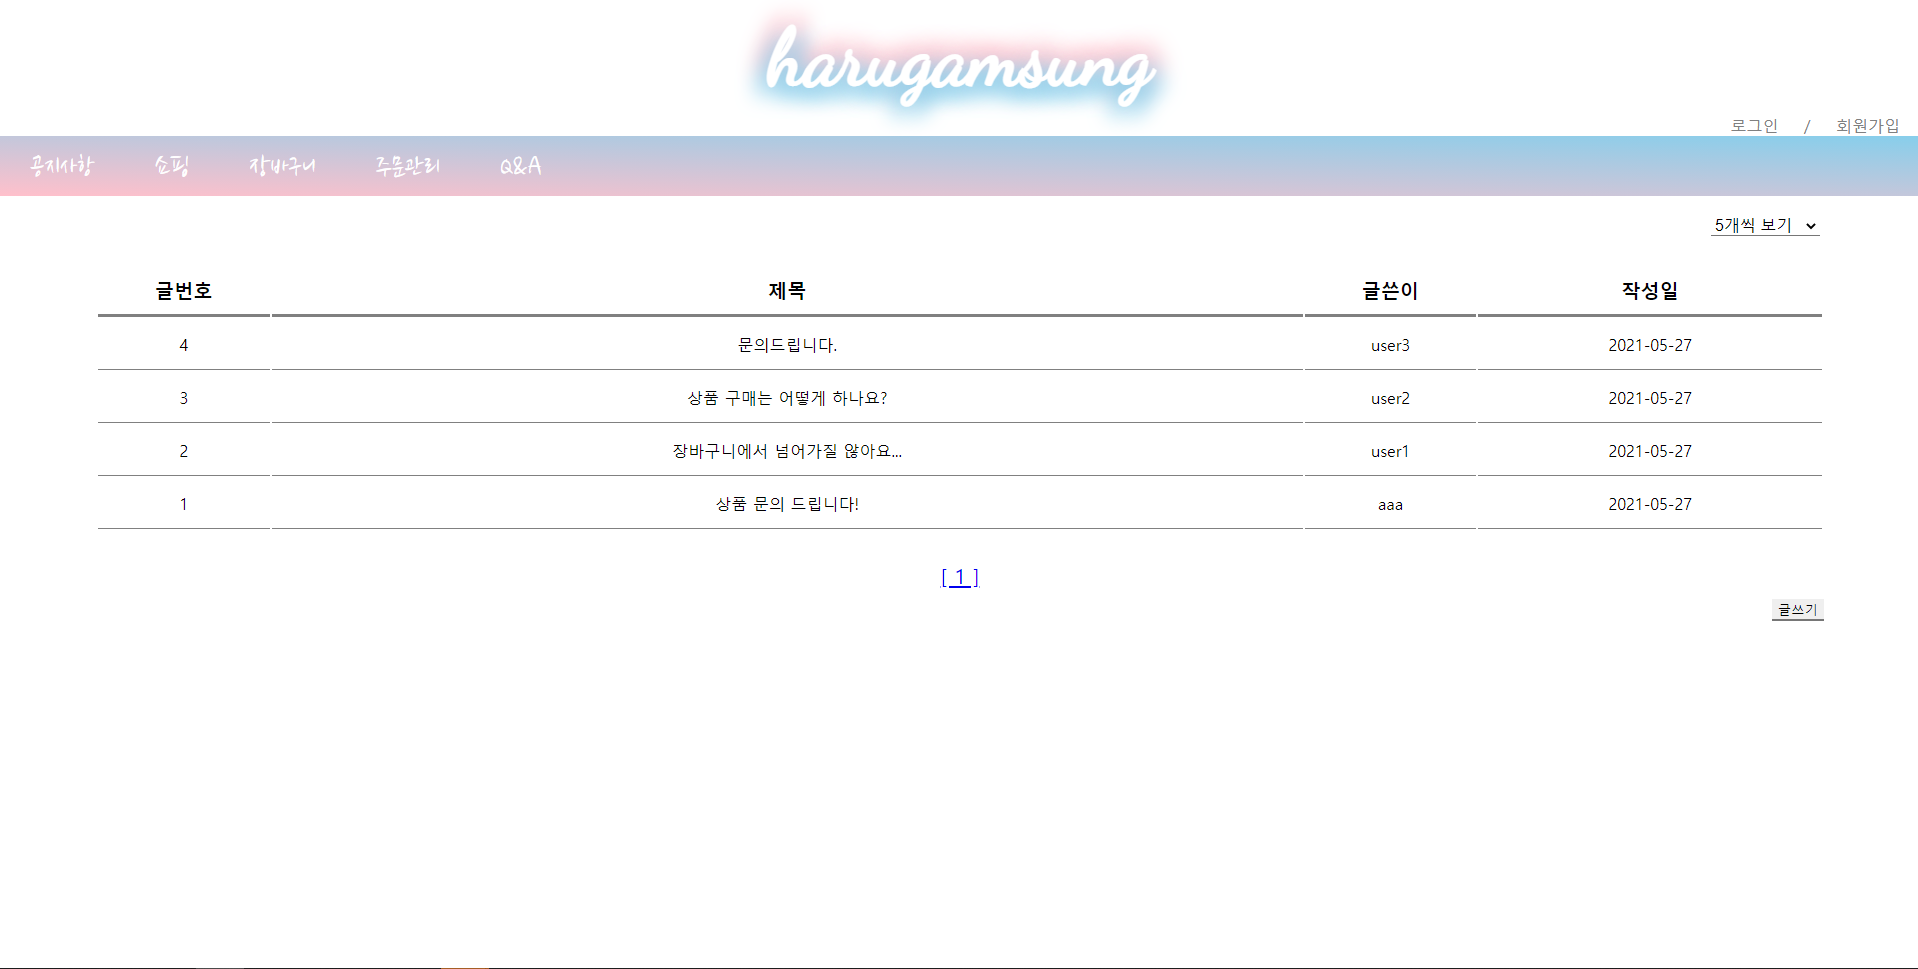 harugamsung
로그인 / 회원가입
공지사항 쇼핑 장바구니 주문관리 Q&A
5개씩 보기
글번호 제목 글쓴이 작성일
4 문의드립니다. user3 2021-05-27
3 상품 구매는 어떻게 하나요? user2 2021-05-27
2 장바구니에서 넘어가질 않아요... user1 2021-05-27
1 상품 문의 드립니다! aaa 2021-05-27
[ 1 ]
글쓰기